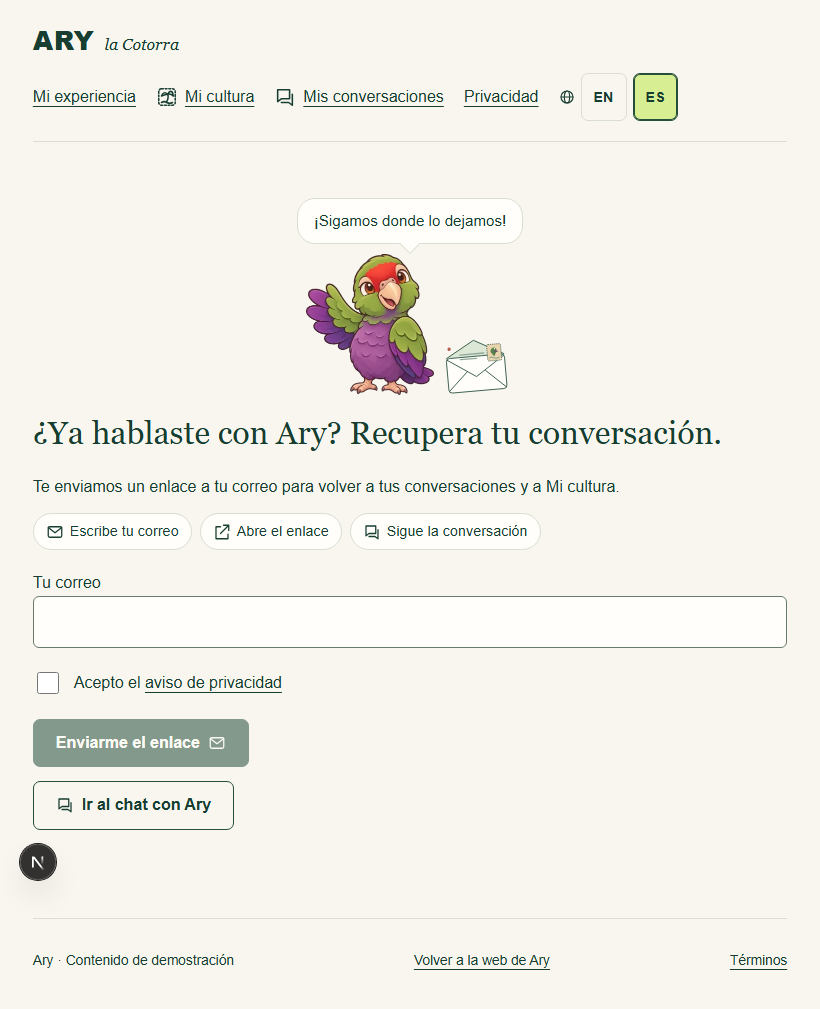 ARY la Cotorra
Mi experiencia Mi cultura Mis conversaciones Privacidad EN ES
¡Sigamos donde lo dejamos!
¿Ya hablaste con Ary? Recupera tu conversación.
Te enviamos un enlace a tu correo para volver a tus conversaciones y a Mi cultura.
Escribe tu correo Abre el enlace Sigue la conversación
Tu correo
Acepto el aviso de privacidad
Enviarme el enlace
Ir al chat con Ary
N
Ary · Contenido de demostración Volver a la web de Ary Términos